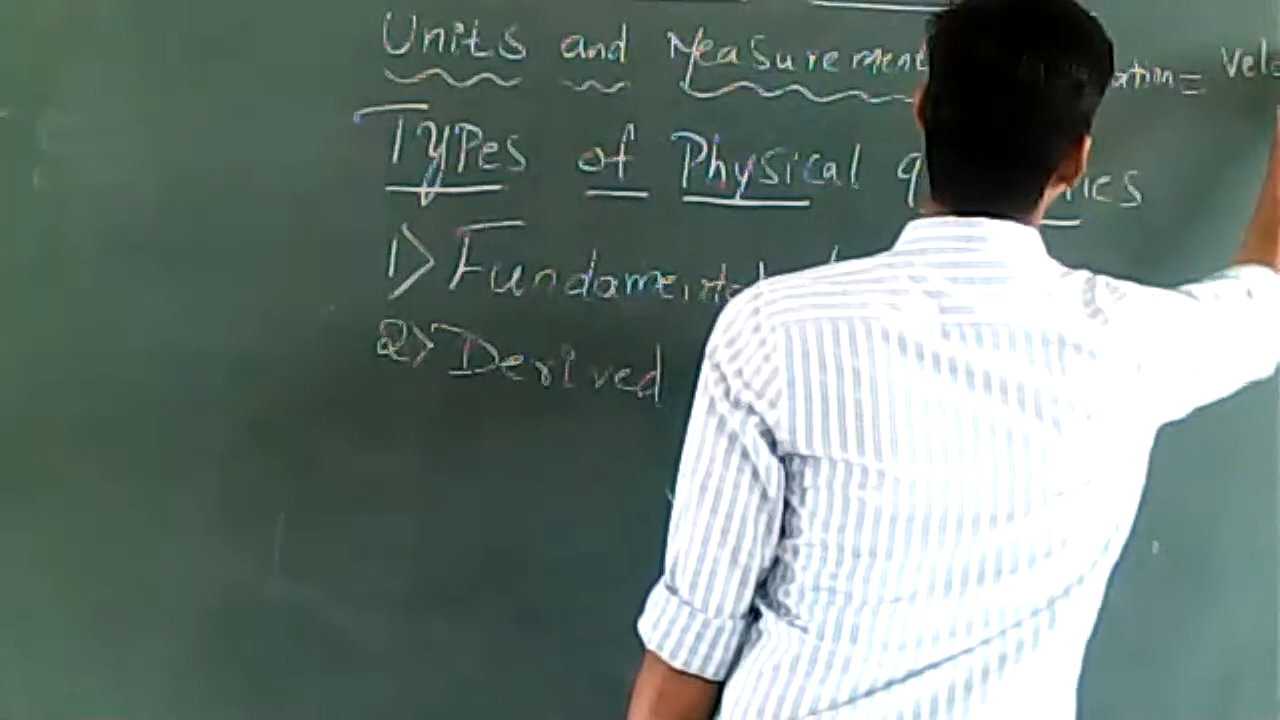 Units and Measurement
Types of Physical
1) Fundamental
2) Derived